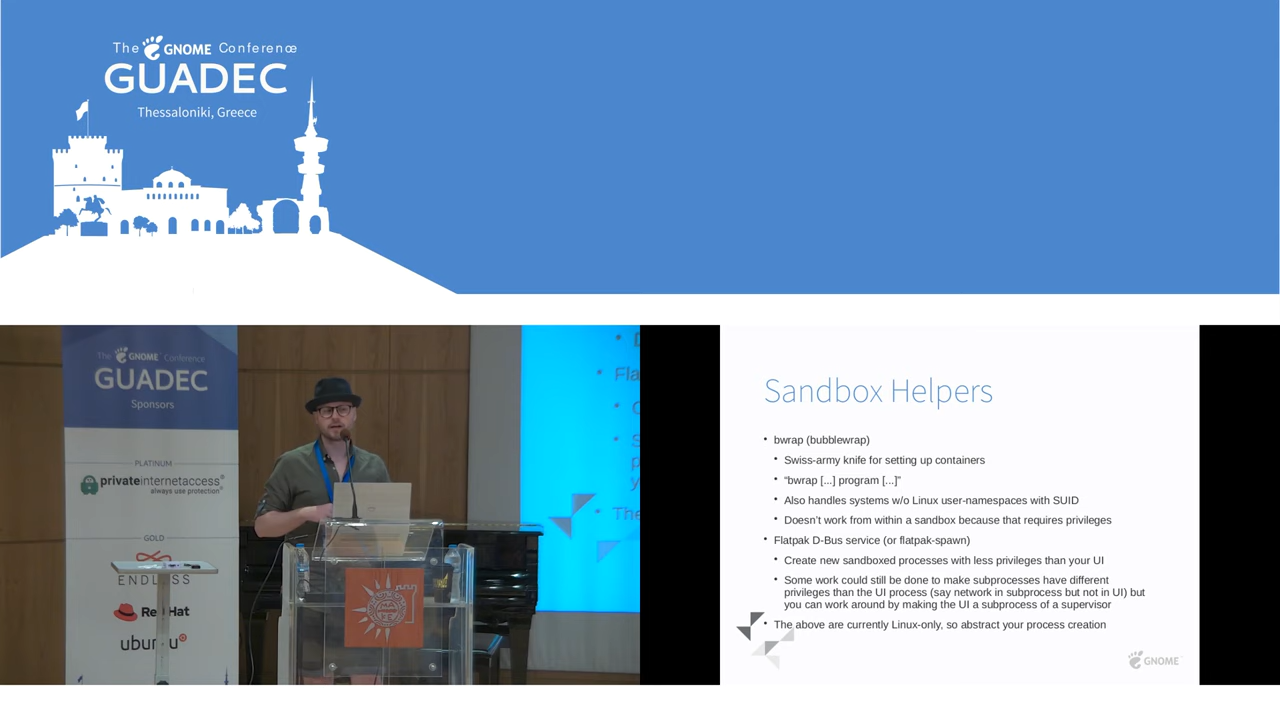 The GNOME Conference
GUADEC
Thessaloniki, Greece
The GNOME Conference
GUADEC
Sponsors
PLATINUM
privateinternetaccess
always use protection
GOLD
ENDLESS
Red Hat
ubuntu
Fla
The
Sandbox Helpers
• bwrap (bubblewrap)
• Swiss-army knife for setting up containers
• “bwrap [...] program [...]”
• Also handles systems w/o Linux user-namespaces with SUID
• Doesn’t work from within a sandbox because that requires privileges
• Flatpak D-Bus service (or flatpak-spawn)
• Create new sandboxed processes with less privileges than your UI
• Some work could still be done to make subprocesses have different
privileges than the UI process (say network in subprocess but not in UI) but
you can work around by making the UI a subprocess of a supervisor
• The above are currently Linux-only, so abstract your process creation
GNOME